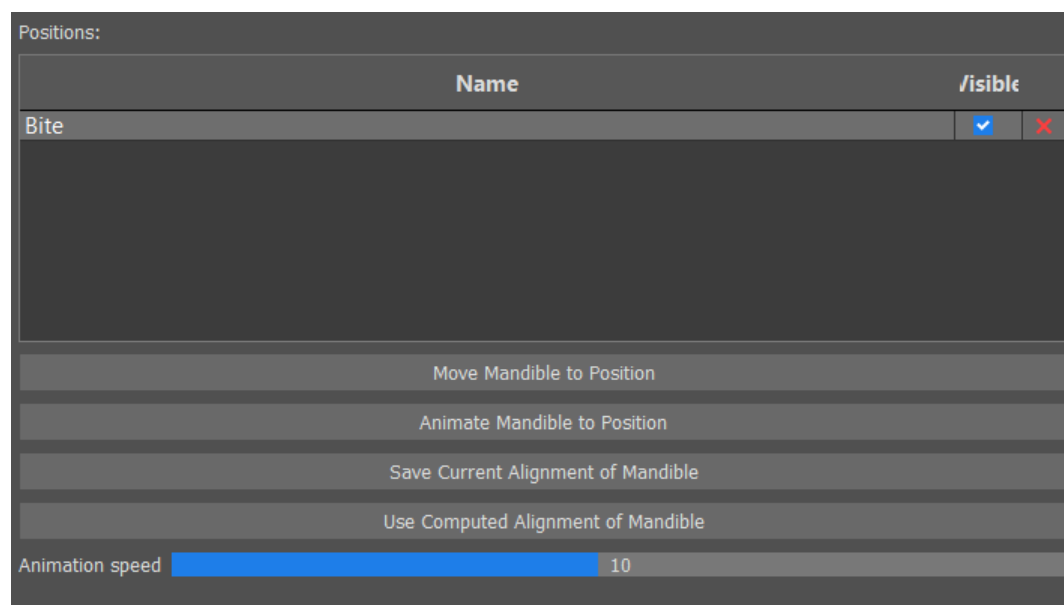 Positions:
Name Visible
Bite
Move Mandible to Position
Animate Mandible to Position
Save Current Alignment of Mandible
Use Computed Alignment of Mandible
Animation speed 10